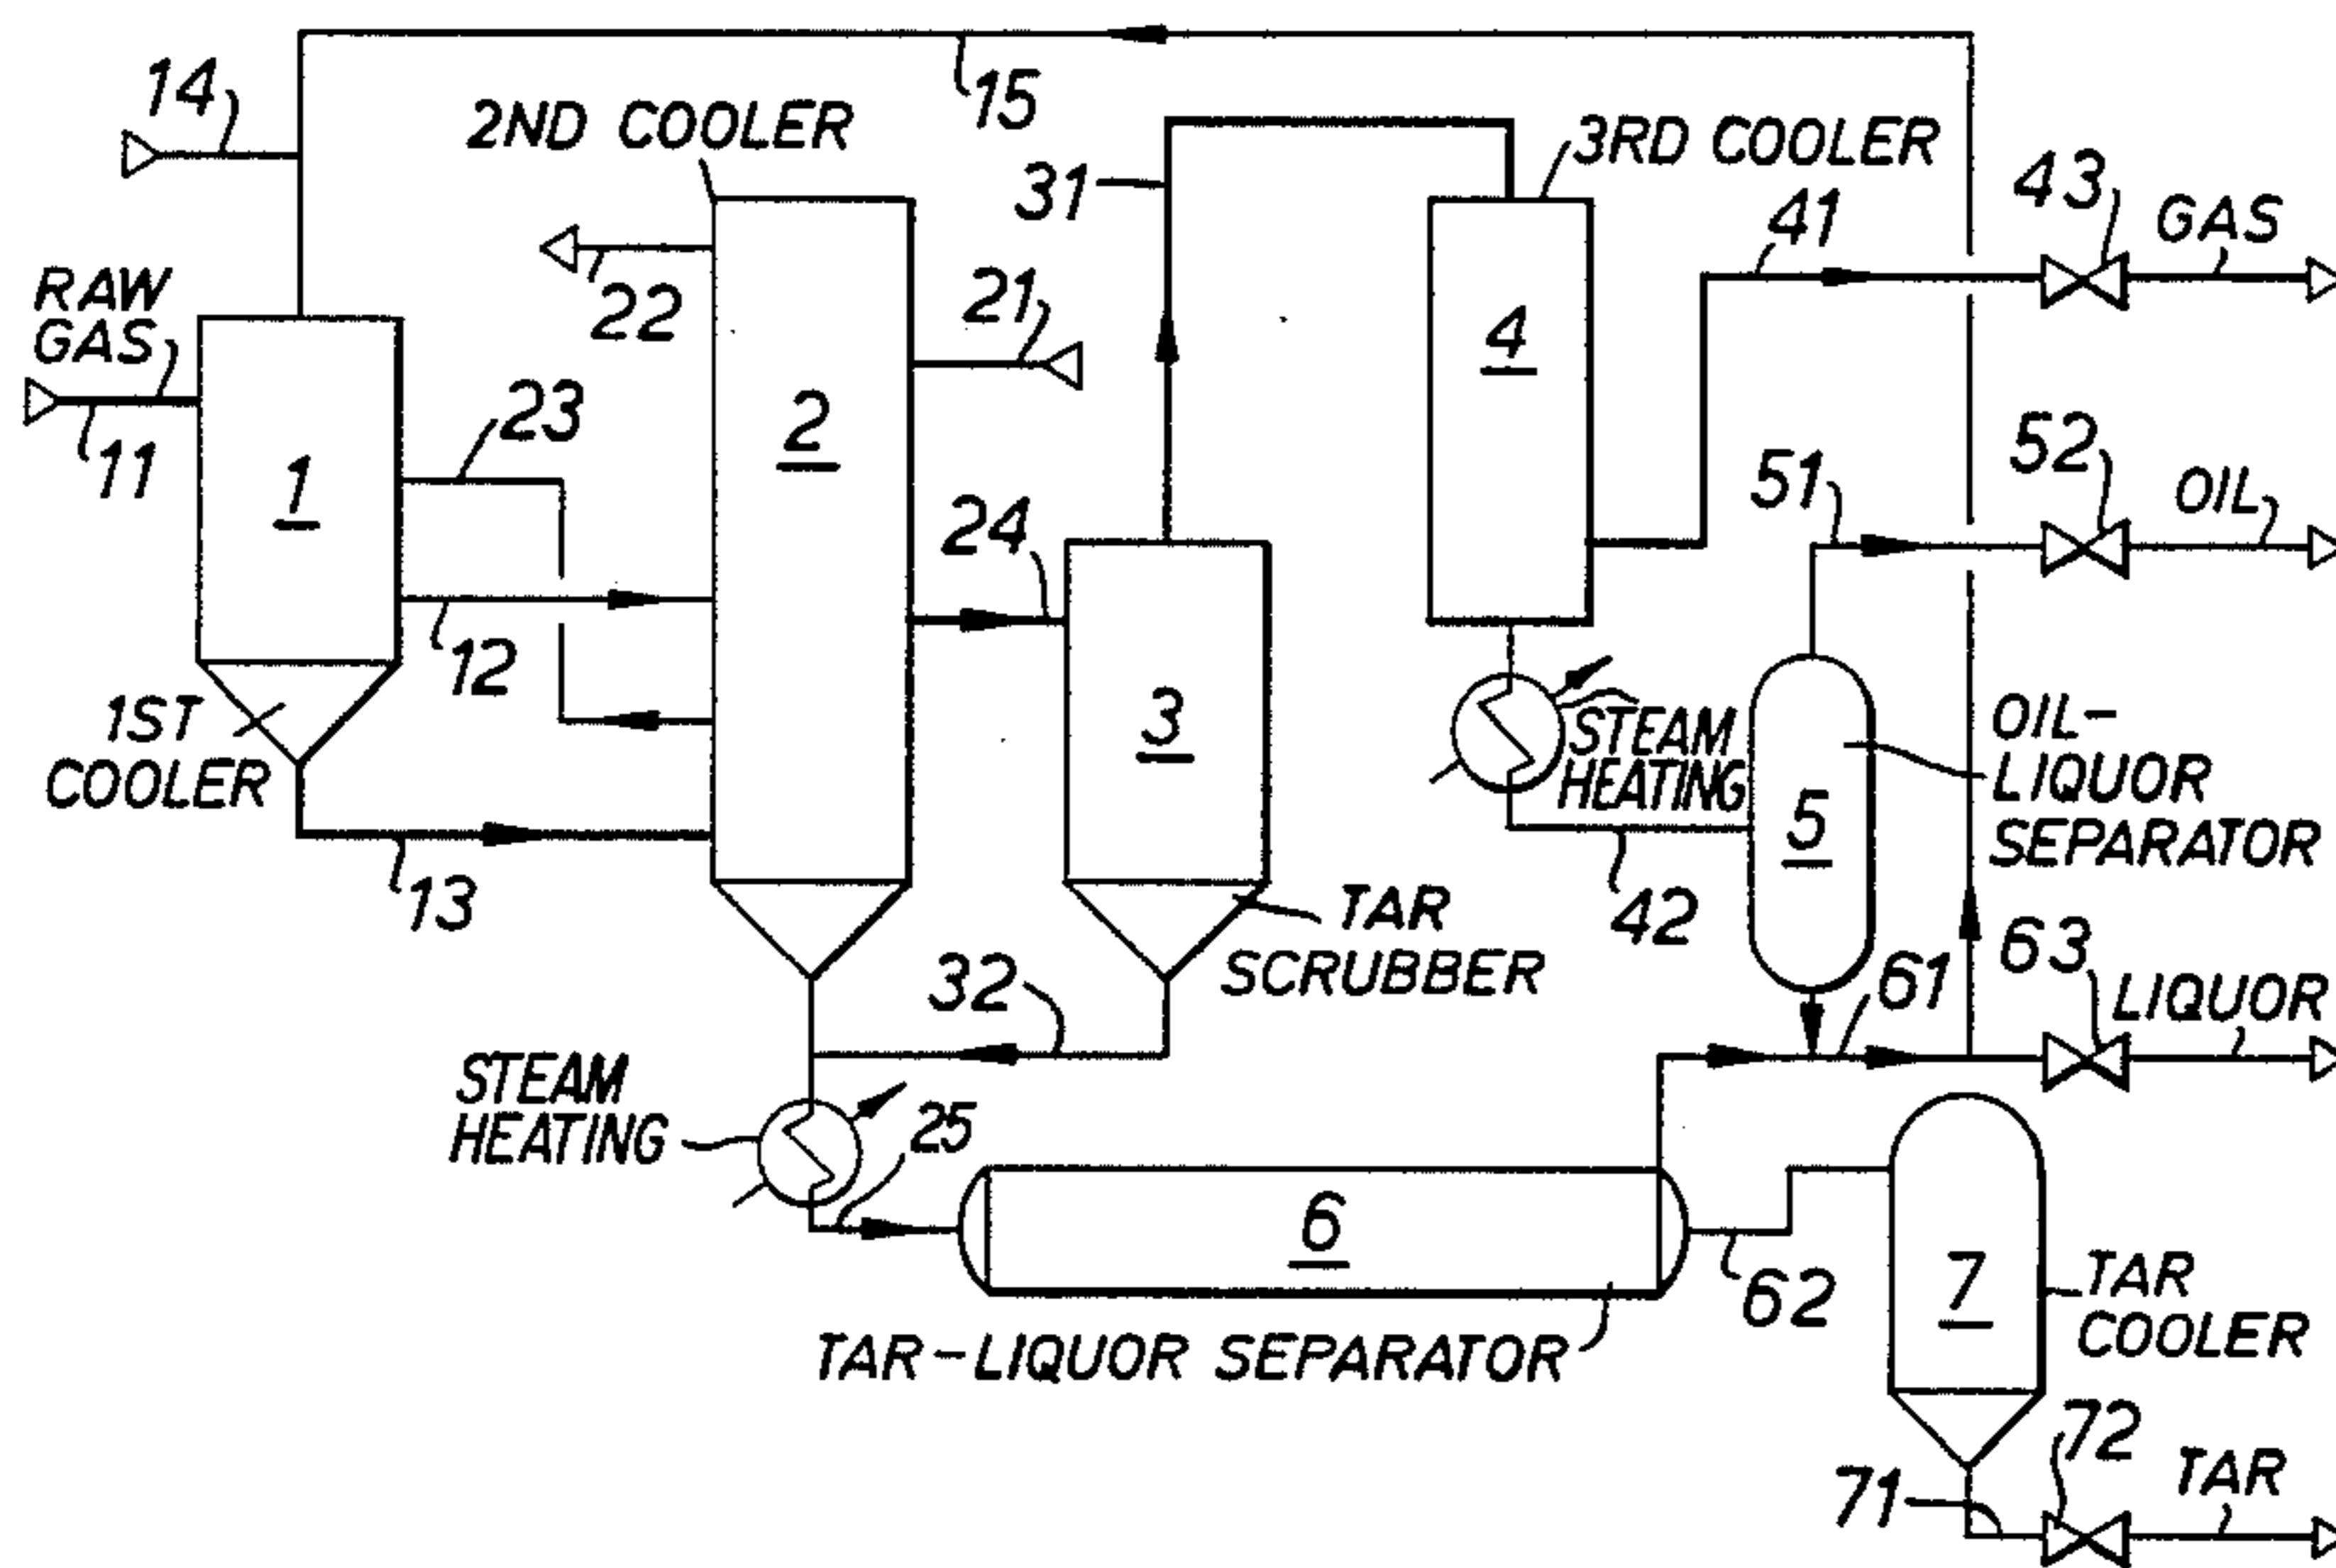 15
14
2ND COOLER
3RD COOLER
31
43
GAS
41
RAW
GAS
22
21
4
23
2
11
1
51
52
OIL
24
12
3
1ST
COOLER
STEAM
HEATING
OIL-
LIQUOR
SEPARATOR
5
13
42
TAR
SCRUBBER
32
61
63
LIQUOR
STEAM
HEATING
25
6
62
7
TAR
COOLER
TAR-LIQUOR SEPARATOR
72
71
TAR